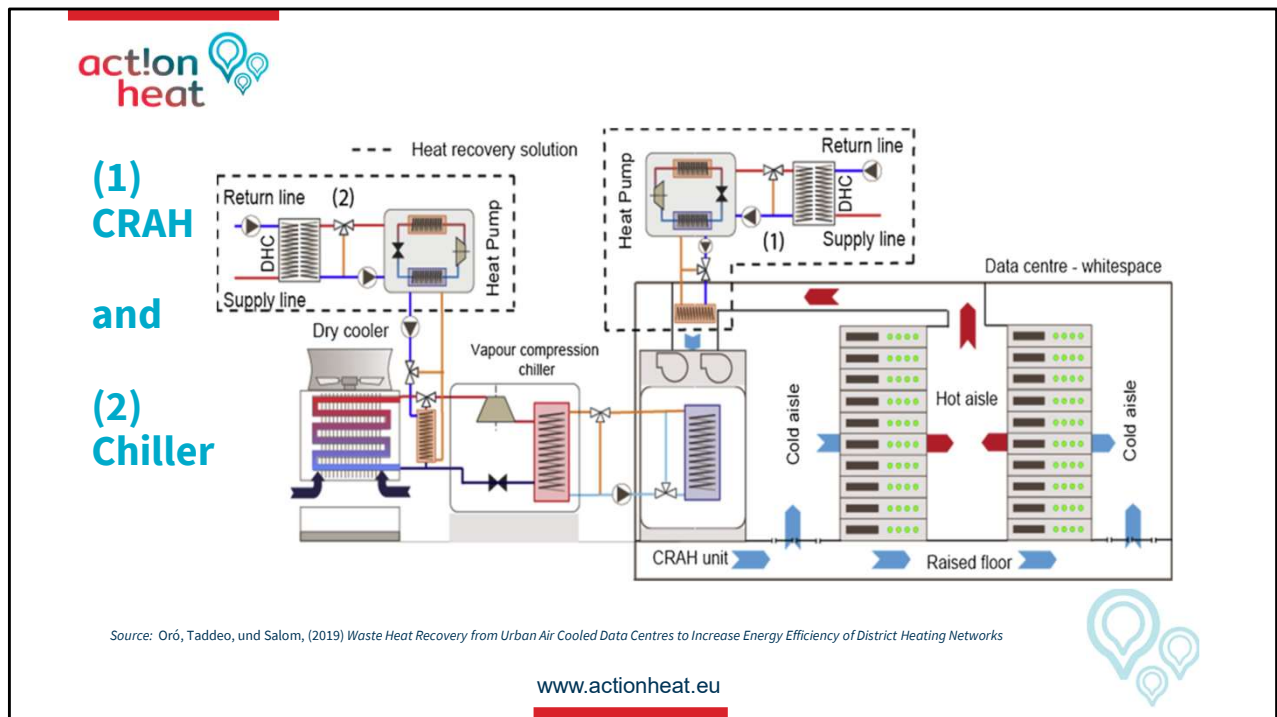 act!on
heat
(1)
CRAH
and
(2)
Chiller
Heat recovery solution
Return line
(2)
DHC
Supply line
Heat Pump
Heat Pump
Return line
DHC
(1)
Supply line
Data centre - whitespace
Dry cooler
Vapour compression
chiller
Cold aisle
Hot aisle
Cold aisle
CRAH unit
Raised floor
Source: Oró, Taddeo, und Salom, (2019) Waste Heat Recovery from Urban Air Cooled Data Centres to Increase Energy Efficiency of District Heating Networks
www.actionheat.eu